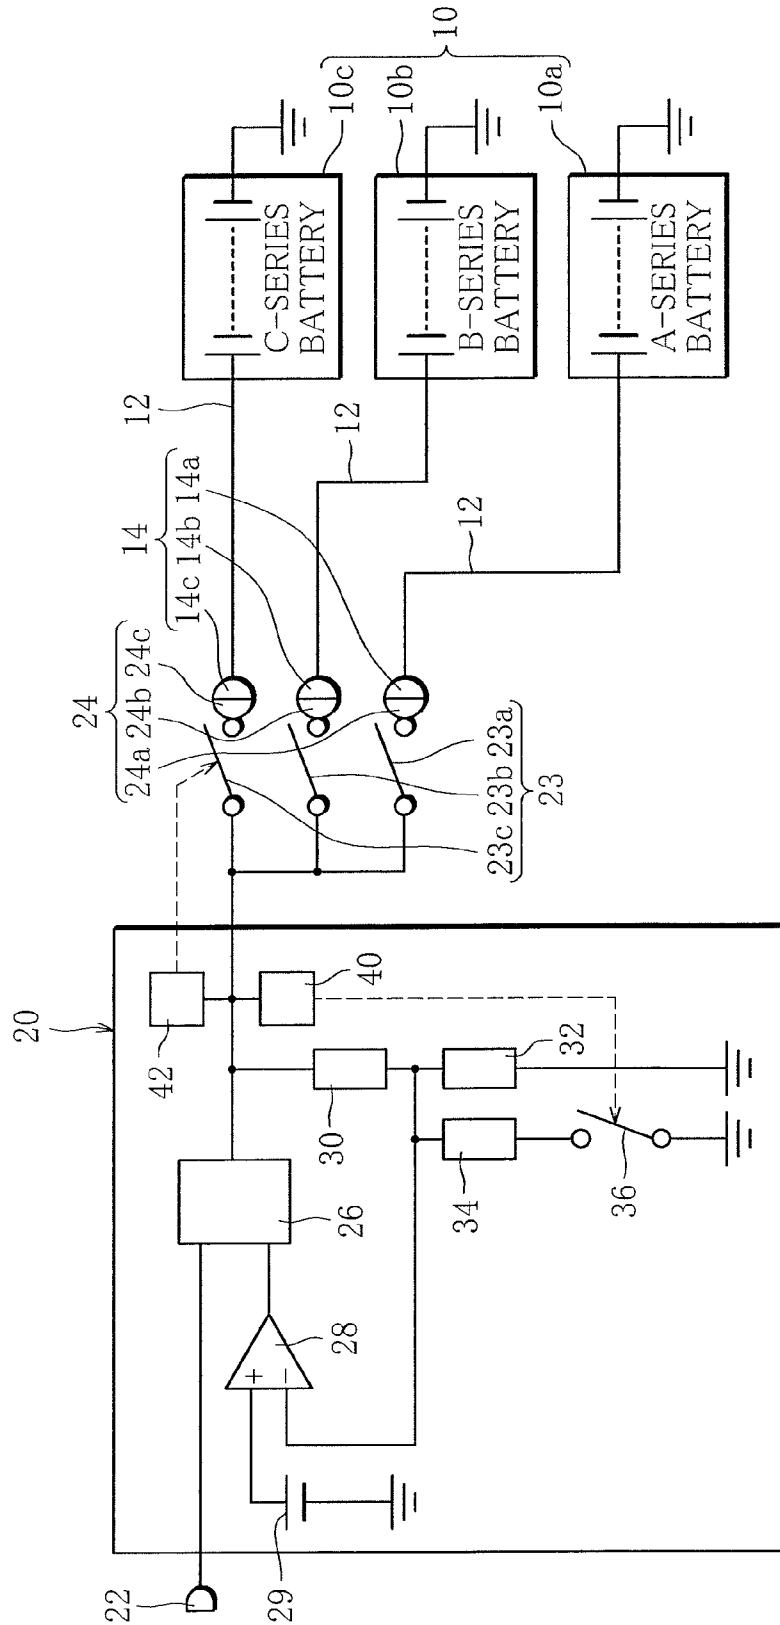 20
22
42
40
26
28
29
30
32
34
36
+
−
24
24a 24b 24c
14
14c 14b 14a
12
12
12
23c 23b 23a
23
C-SERIES
BATTERY
B-SERIES
BATTERY
A-SERIES
BATTERY
10c
10b
10a
10